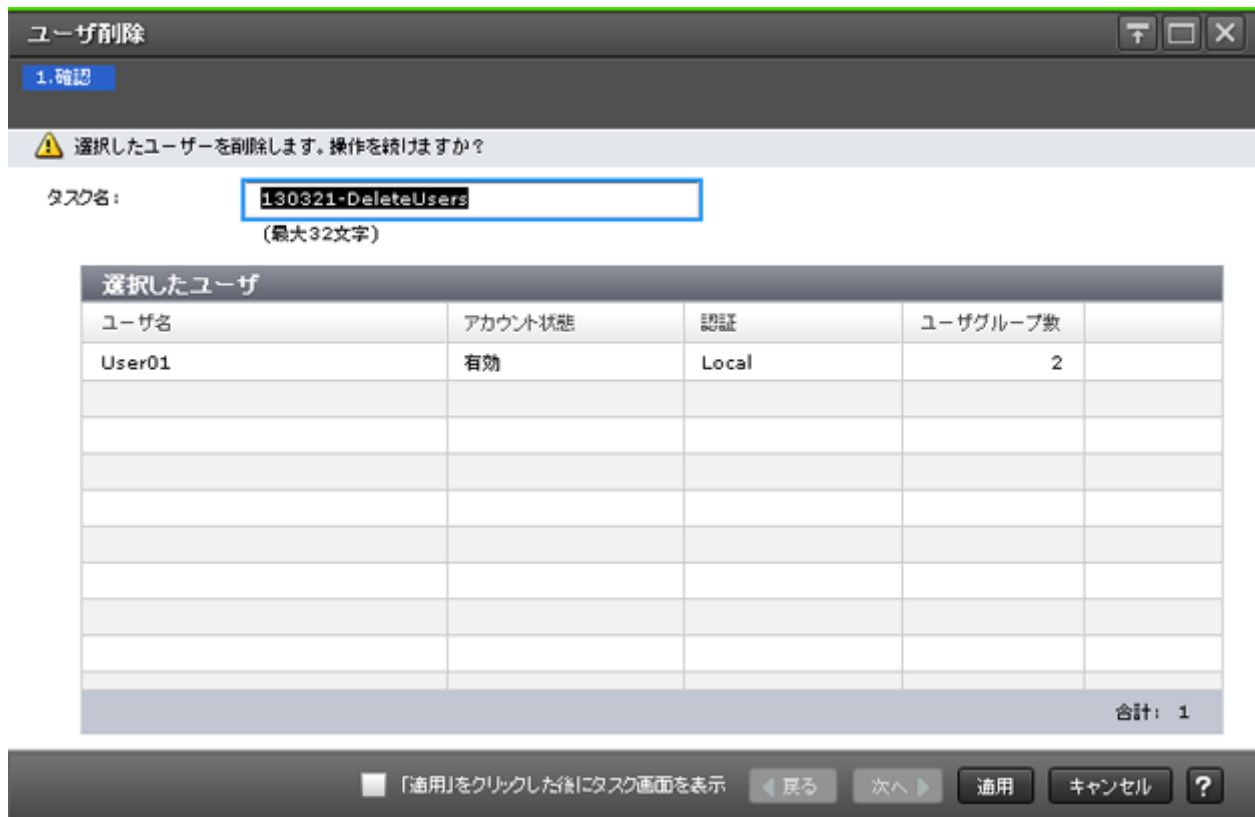 ユーザ削除
1.確認
選択したユーザーを削除します。操作を続けますか？
タスク名: 130321-DeleteUsers
(最大32文字)
選択したユーザ
ユーザ名 アカウント状態 認証 ユーザグループ数
User01 有効 Local 2
合計: 1
「適用」をクリックした後にタスク画面を表示 戻る 次へ 適用 キャンセル ?